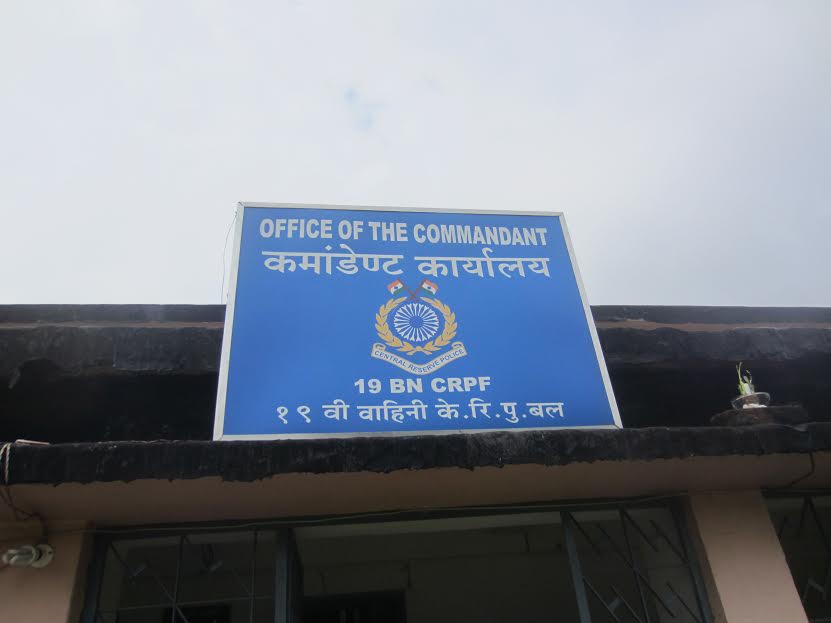 OFFICE OF THE COMMANDANT
कमांडेण्ट कार्यालय
CENTRAL RESERVE POLICE
19 BN CRPF
१९ वी वाहिनी के.रि.पु.बल